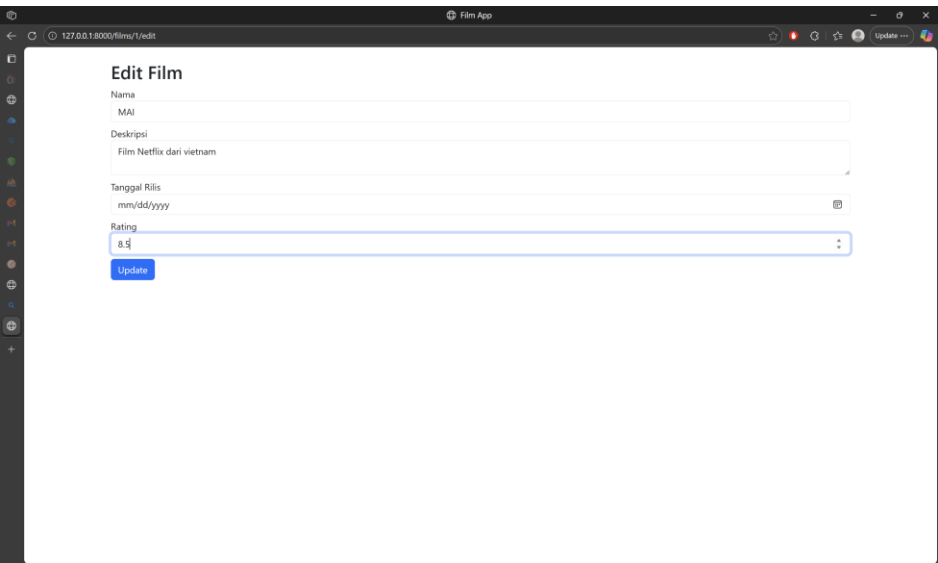 Film App
127.0.0.1:8000/films/1/edit
Update
Edit Film
Nama
MAI
Deskripsi
Film Netflix dari vietnam
Tanggal Rilis
mm/dd/yyyy
Rating
8.5
Update